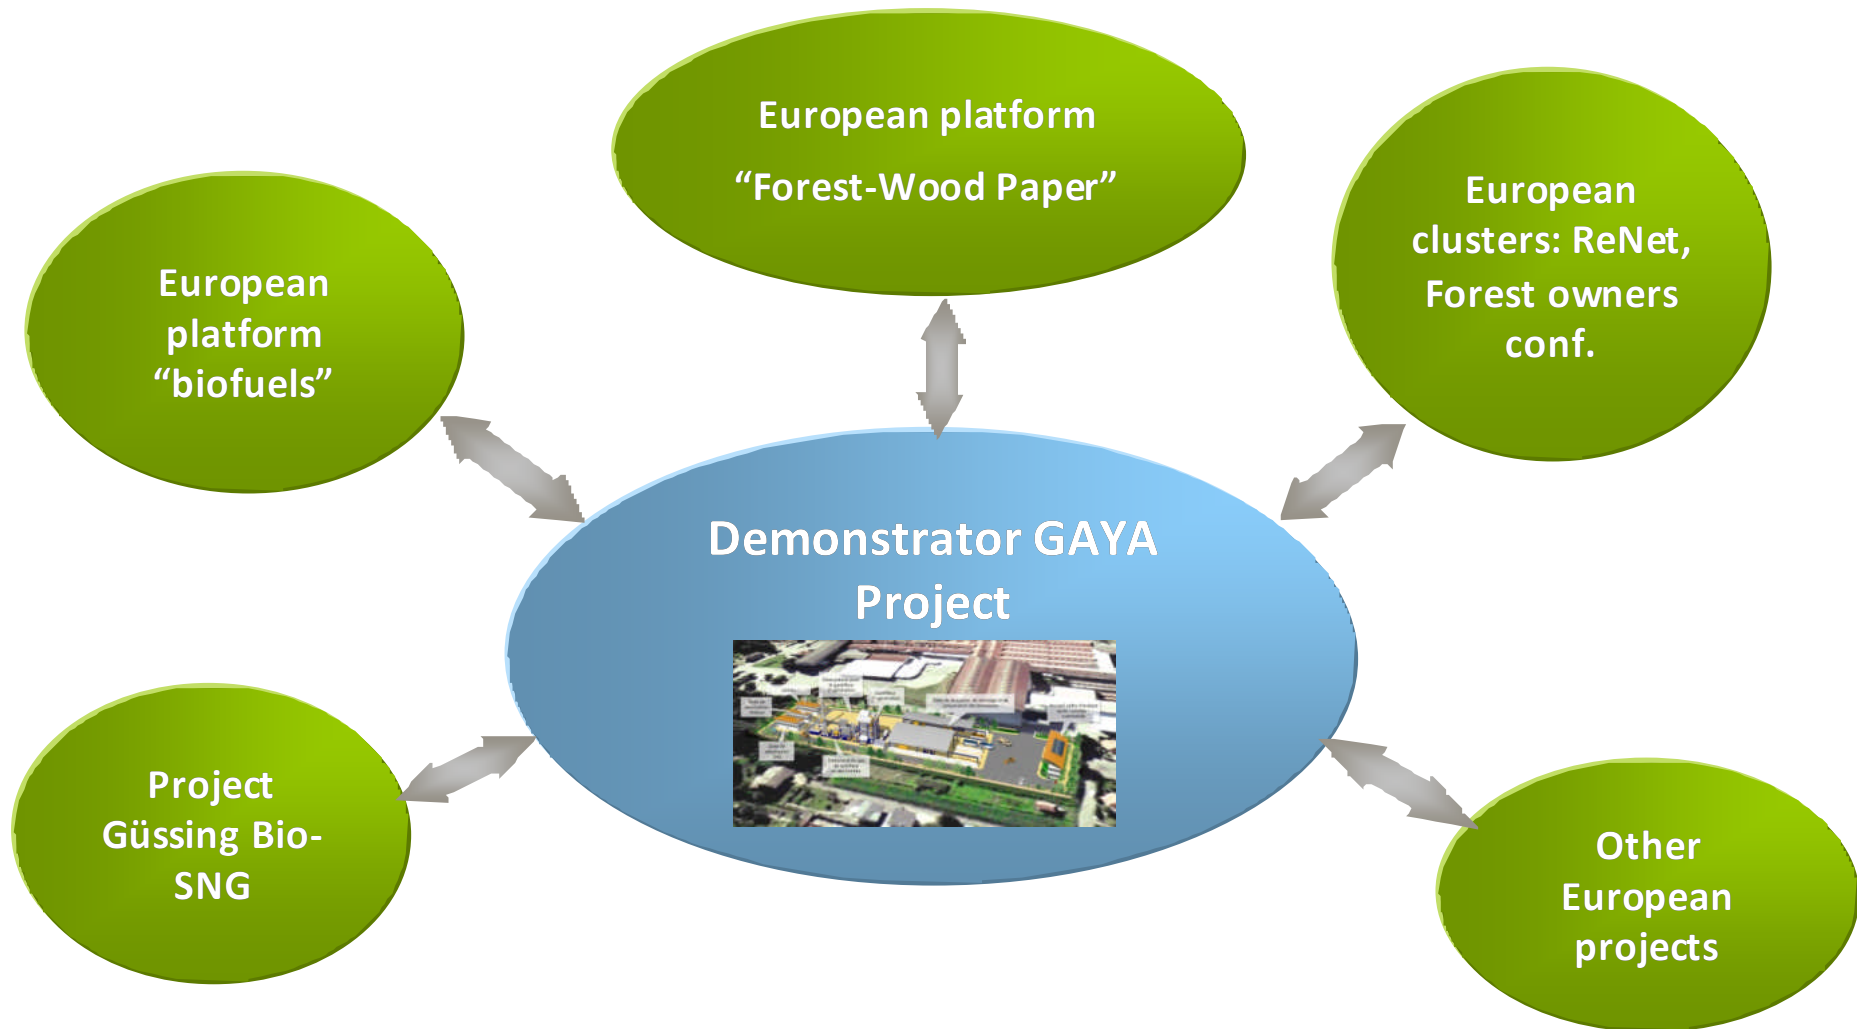 European platform
“Forest-Wood Paper”
European
clusters: ReNet,
Forest owners
conf.
European
platform
“biofuels”
Demonstrator GAYA
Project
Project
Güssing Bio-
SNG
Other
European
projects